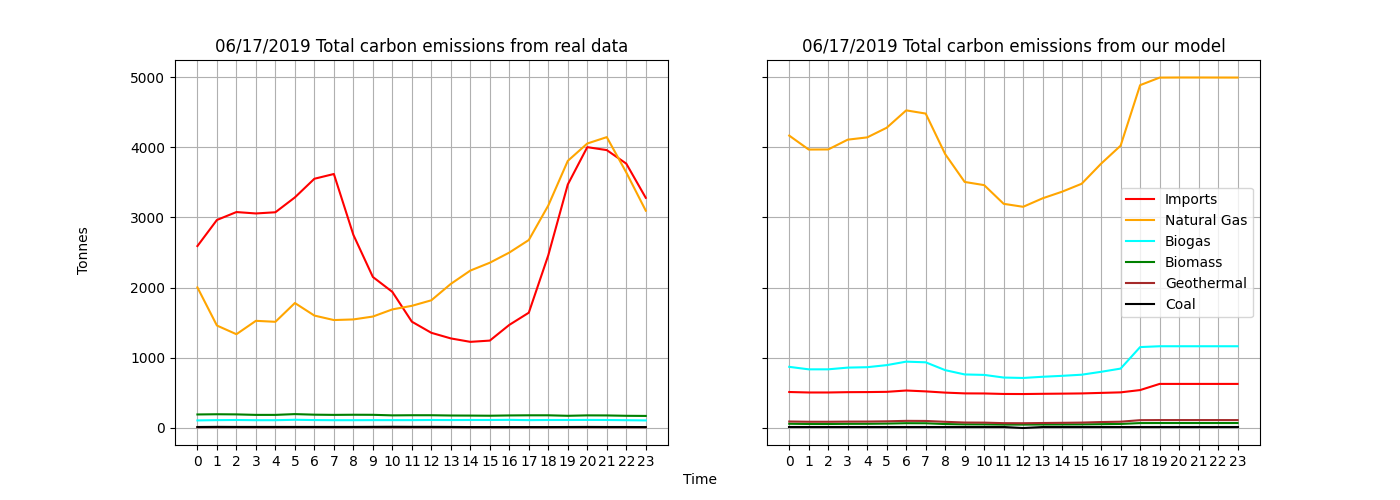 06/17/2019 Total carbon emissions from real data
06/17/2019 Total carbon emissions from our model
Tonnes
5000
4000
3000
2000
1000
0
0 1 2 3 4 5 6 7 8 9 10 11 12 13 14 15 16 17 18 19 20 21 22 23
Imports
Natural Gas
Biogas
Biomass
Geothermal
Coal
0 1 2 3 4 5 6 7 8 9 10 11 12 13 14 15 16 17 18 19 20 21 22 23
Time